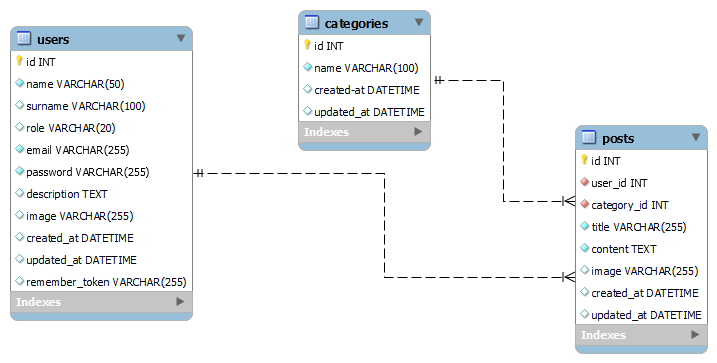 users
id INT
name VARCHAR(50)
surname VARCHAR(100)
role VARCHAR(20)
email VARCHAR(255)
password VARCHAR(255)
description TEXT
image VARCHAR(255)
created_at DATETIME
updated_at DATETIME
remember_token VARCHAR(255)
Indexes
categories
id INT
name VARCHAR(100)
created-at DATETIME
updated_at DATETIME
Indexes
posts
id INT
user_id INT
category_id INT
title VARCHAR(255)
content TEXT
image VARCHAR(255)
created_at DATETIME
updated_at DATETIME
Indexes